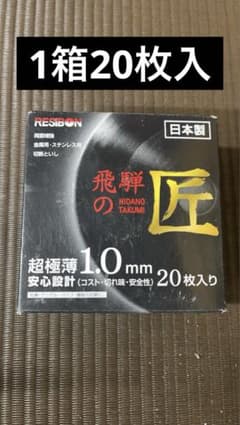 1箱20枚入
RESIBON
両面補強
金属用・ステンレス用
切断といし
日本製
飛騨の匠
HIDANO
TAKUMI
超極薄1.0mm
安心設計(コスト・切れ味・安全性)20枚入り